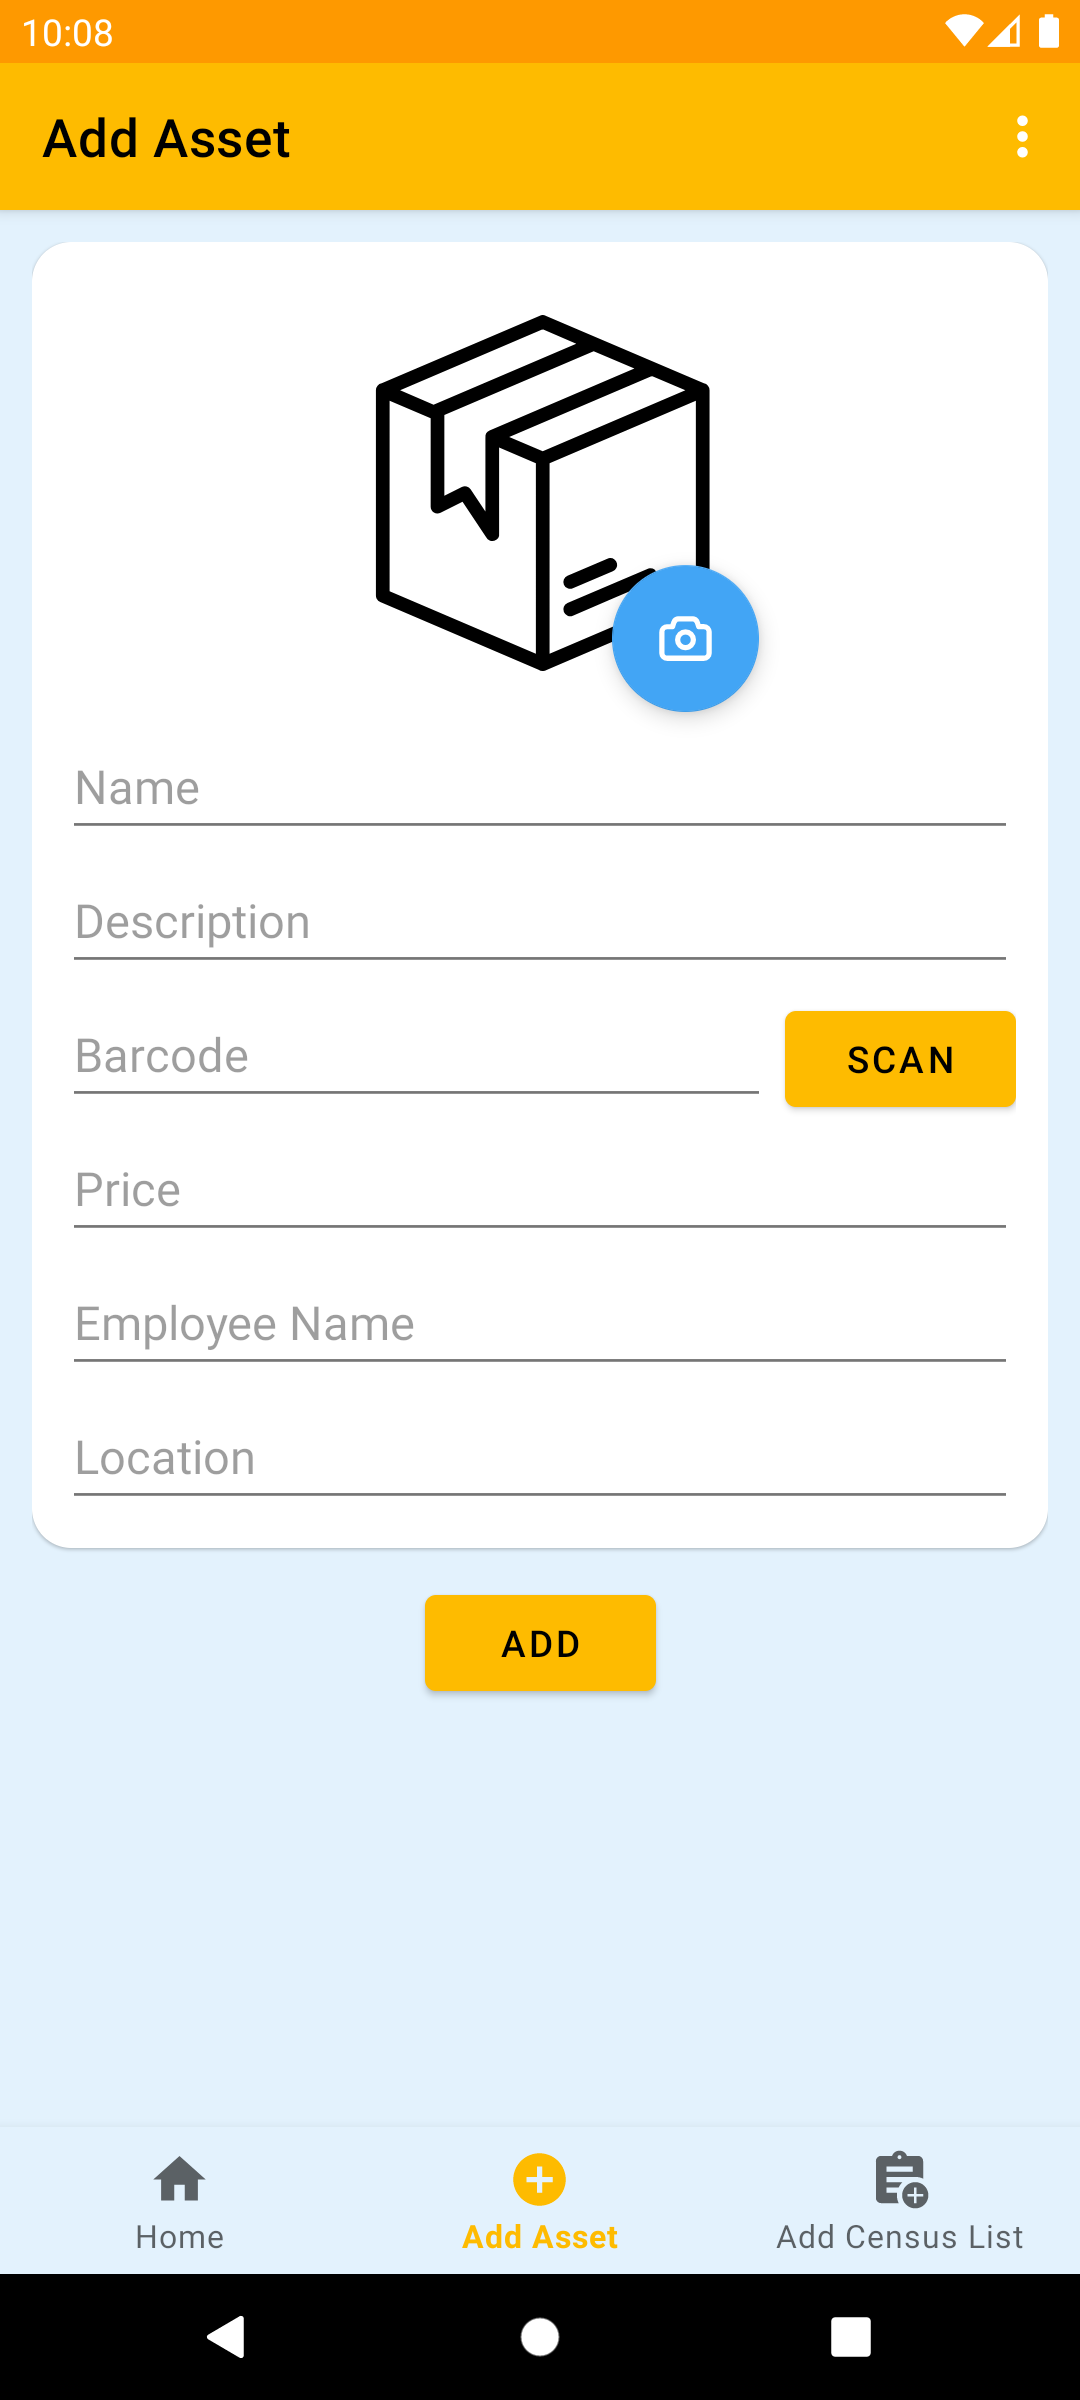 10:08
Add Asset
Name
Description
Barcode
SCAN
Price
Employee Name
Location
ADD
Home
Add Asset
Add Census List